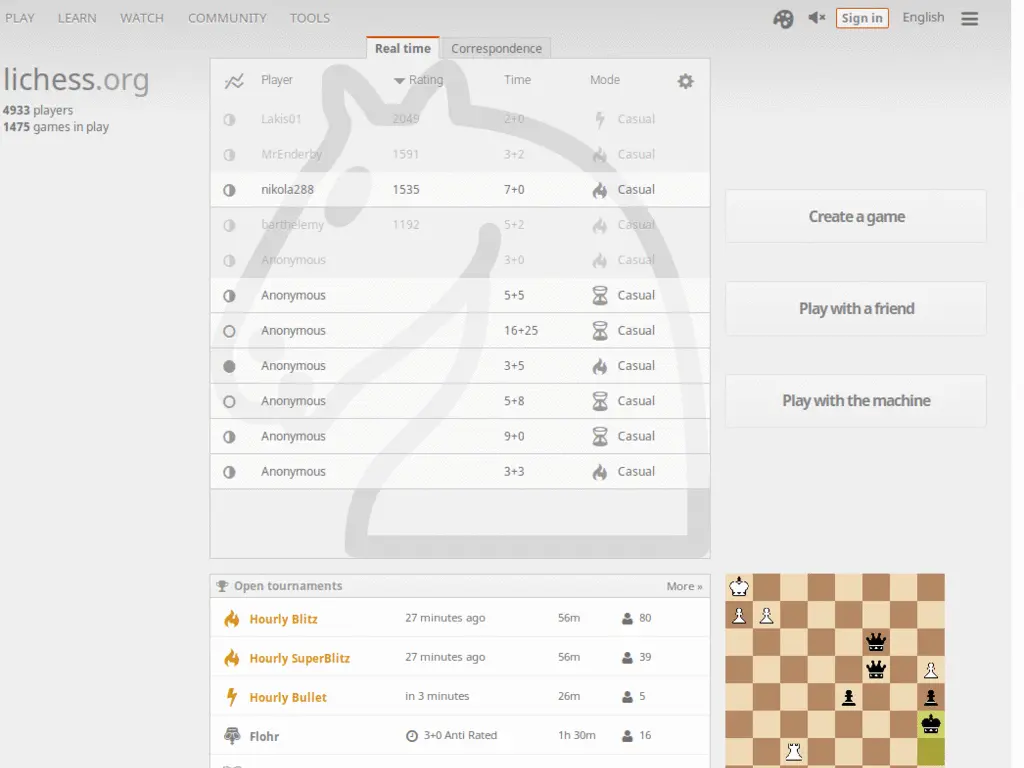 PLAY LEARN WATCH COMMUNITY TOOLS Sign in English
Real time Correspondence
lichess.org
4933 players
1475 games in play
Player Rating Time Mode
Lakis01 2049 2+0 Casual
MrEnderby 1591 3+2 Casual
nikola288 1535 7+0 Casual
barthelemy 1192 5+2 Casual
Anonymous 3+0 Casual
Anonymous 5+5 Casual
Anonymous 16+25 Casual
Anonymous 3+5 Casual
Anonymous 5+8 Casual
Anonymous 9+0 Casual
Anonymous 3+3 Casual
Create a game
Play with a friend
Play with the machine
Open tournaments More »
Hourly Blitz 27 minutes ago 56m 80
Hourly SuperBlitz 27 minutes ago 56m 39
Hourly Bullet in 3 minutes 26m 5
Flohr 3+0 Anti Rated 1h 30m 16